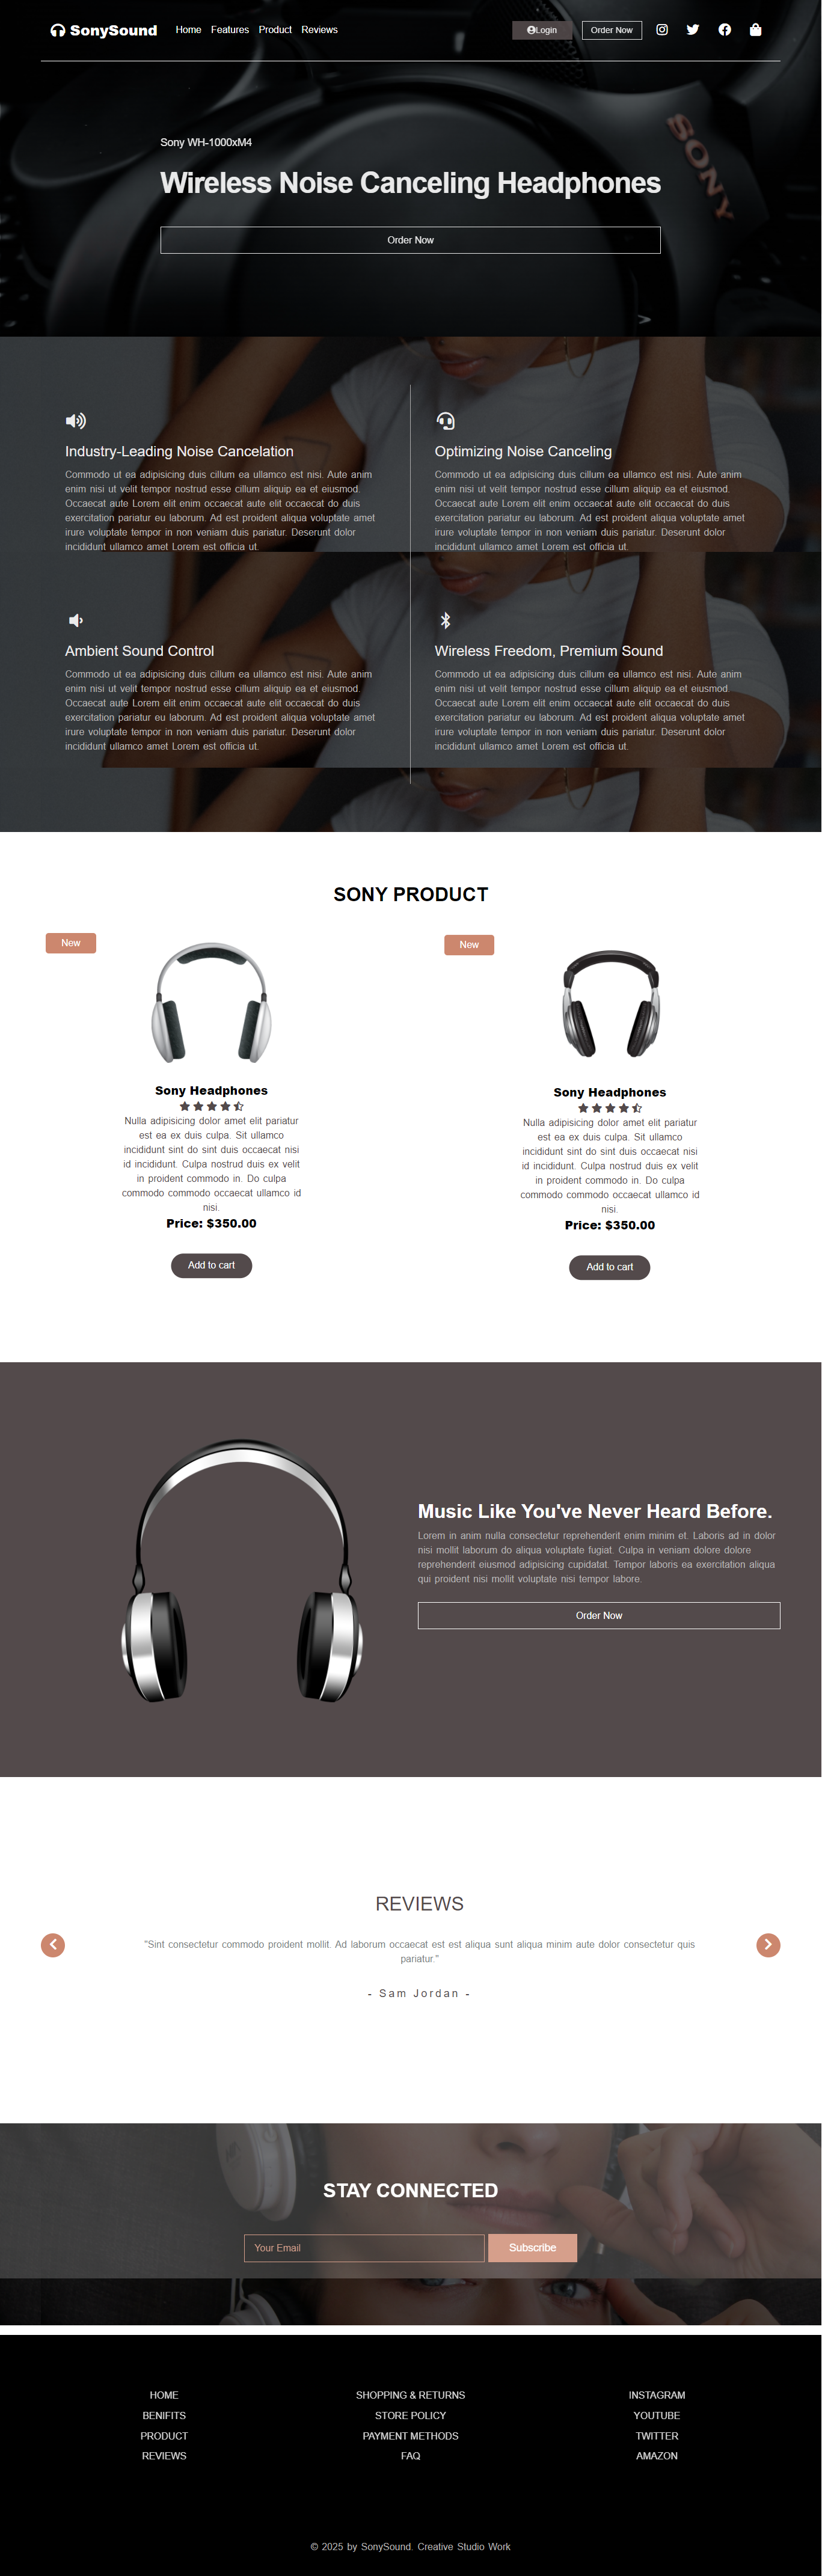 SonySound Home Features Product Reviews Login Order Now
SONY
Sony WH-1000xM4
Wireless Noise Canceling Headphones
Order Now
Industry-Leading Noise Cancelation
Commodo ut ea adipisicing duis cillum ea ullamco est nisi. Aute anim
enim nisi ut velit tempor nostrud esse cillum aliquip ea et eiusmod.
Occaecat aute Lorem elit enim occaecat aute elit occaecat do duis
exercitation pariatur eu laborum. Ad est proident aliqua voluptate amet
irure voluptate tempor in non veniam duis pariatur. Deserunt dolor
incididunt ullamco amet Lorem est officia ut.
Optimizing Noise Canceling
Commodo ut ea adipisicing duis cillum ea ullamco est nisi. Aute anim
enim nisi ut velit tempor nostrud esse cillum aliquip ea et eiusmod.
Occaecat aute Lorem elit enim occaecat aute elit occaecat do duis
exercitation pariatur eu laborum. Ad est proident aliqua voluptate amet
irure voluptate tempor in non veniam duis pariatur. Deserunt dolor
incididunt ullamco amet Lorem est officia ut.
Ambient Sound Control
Commodo ut ea adipisicing duis cillum ea ullamco est nisi. Aute anim
enim nisi ut velit tempor nostrud esse cillum aliquip ea et eiusmod.
Occaecat aute Lorem elit enim occaecat aute elit occaecat do duis
exercitation pariatur eu laborum. Ad est proident aliqua voluptate amet
irure voluptate tempor in non veniam duis pariatur. Deserunt dolor
incididunt ullamco amet Lorem est officia ut.
Wireless Freedom, Premium Sound
Commodo ut ea adipisicing duis cillum ea ullamco est nisi. Aute anim
enim nisi ut velit tempor nostrud esse cillum aliquip ea et eiusmod.
Occaecat aute Lorem elit enim occaecat aute elit occaecat do duis
exercitation pariatur eu laborum. Ad est proident aliqua voluptate amet
irure voluptate tempor in non veniam duis pariatur. Deserunt dolor
incididunt ullamco amet Lorem est officia ut.
SONY PRODUCT
New
Sony Headphones
Nulla adipisicing dolor amet elit pariatur
est ea ex duis culpa. Sit ullamco
incididunt sint do sint duis occaecat nisi
id incididunt. Culpa nostrud duis ex velit
in proident commodo in. Do culpa
commodo commodo occaecat ullamco id
nisi.
Price: $350.00
Add to cart
New
Sony Headphones
Nulla adipisicing dolor amet elit pariatur
est ea ex duis culpa. Sit ullamco
incididunt sint do sint duis occaecat nisi
id incididunt. Culpa nostrud duis ex velit
in proident commodo in. Do culpa
commodo commodo occaecat ullamco id
nisi.
Price: $350.00
Add to cart
Music Like You've Never Heard Before.
Lorem in anim nulla consectetur reprehenderit enim minim et. Laboris ad in dolor
nisi mollit laborum do aliqua voluptate fugiat. Culpa in veniam dolore dolore
reprehenderit eiusmod adipisicing cupidatat. Tempor laboris ea exercitation aliqua
qui proident nisi mollit voluptate nisi tempor labore.
Order Now
REVIEWS
"Sint consectetur commodo proident mollit. Ad laborum occaecat est est aliqua sunt aliqua minim aute dolor consectetur quis
pariatur."
- Sam Jordan -
STAY CONNECTED
Your Email Subscribe
HOME
BENIFITS
PRODUCT
REVIEWS
SHOPPING & RETURNS
STORE POLICY
PAYMENT METHODS
FAQ
INSTAGRAM
YOUTUBE
TWITTER
AMAZON
© 2025 by SonySound. Creative Studio Work